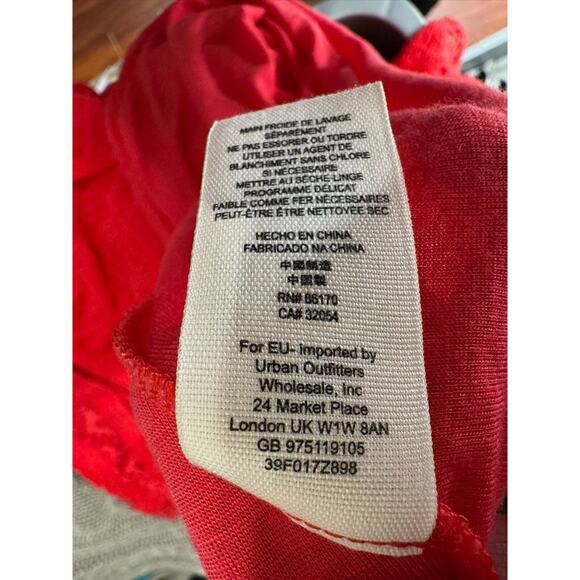 MAIN FROIDE DE LAVAGE
SÉPARÉMENT
NE PAS ESSORER OU TORDRE
UTILISER UN AGENT DE
BLANCHIMENT SANS CHLORE
SI NÉCESSAIRE
METTRE AU SÈCHE-LINGE
PROGRAMME DÉLICAT
FAIBLE COMME FER NÉCESSAIRES
PEUT-ÊTRE ÊTRE NETTOYÉE SEC
HECHO EN CHINA
FABRICADO NA CHINA
中國制造
中國製
RN# 66170
CA# 32054
For EU- imported by
Urban Outfitters
Wholesale, Inc
24 Market Place
London UK W1W 8AN
GB 975119105
39F017Z898